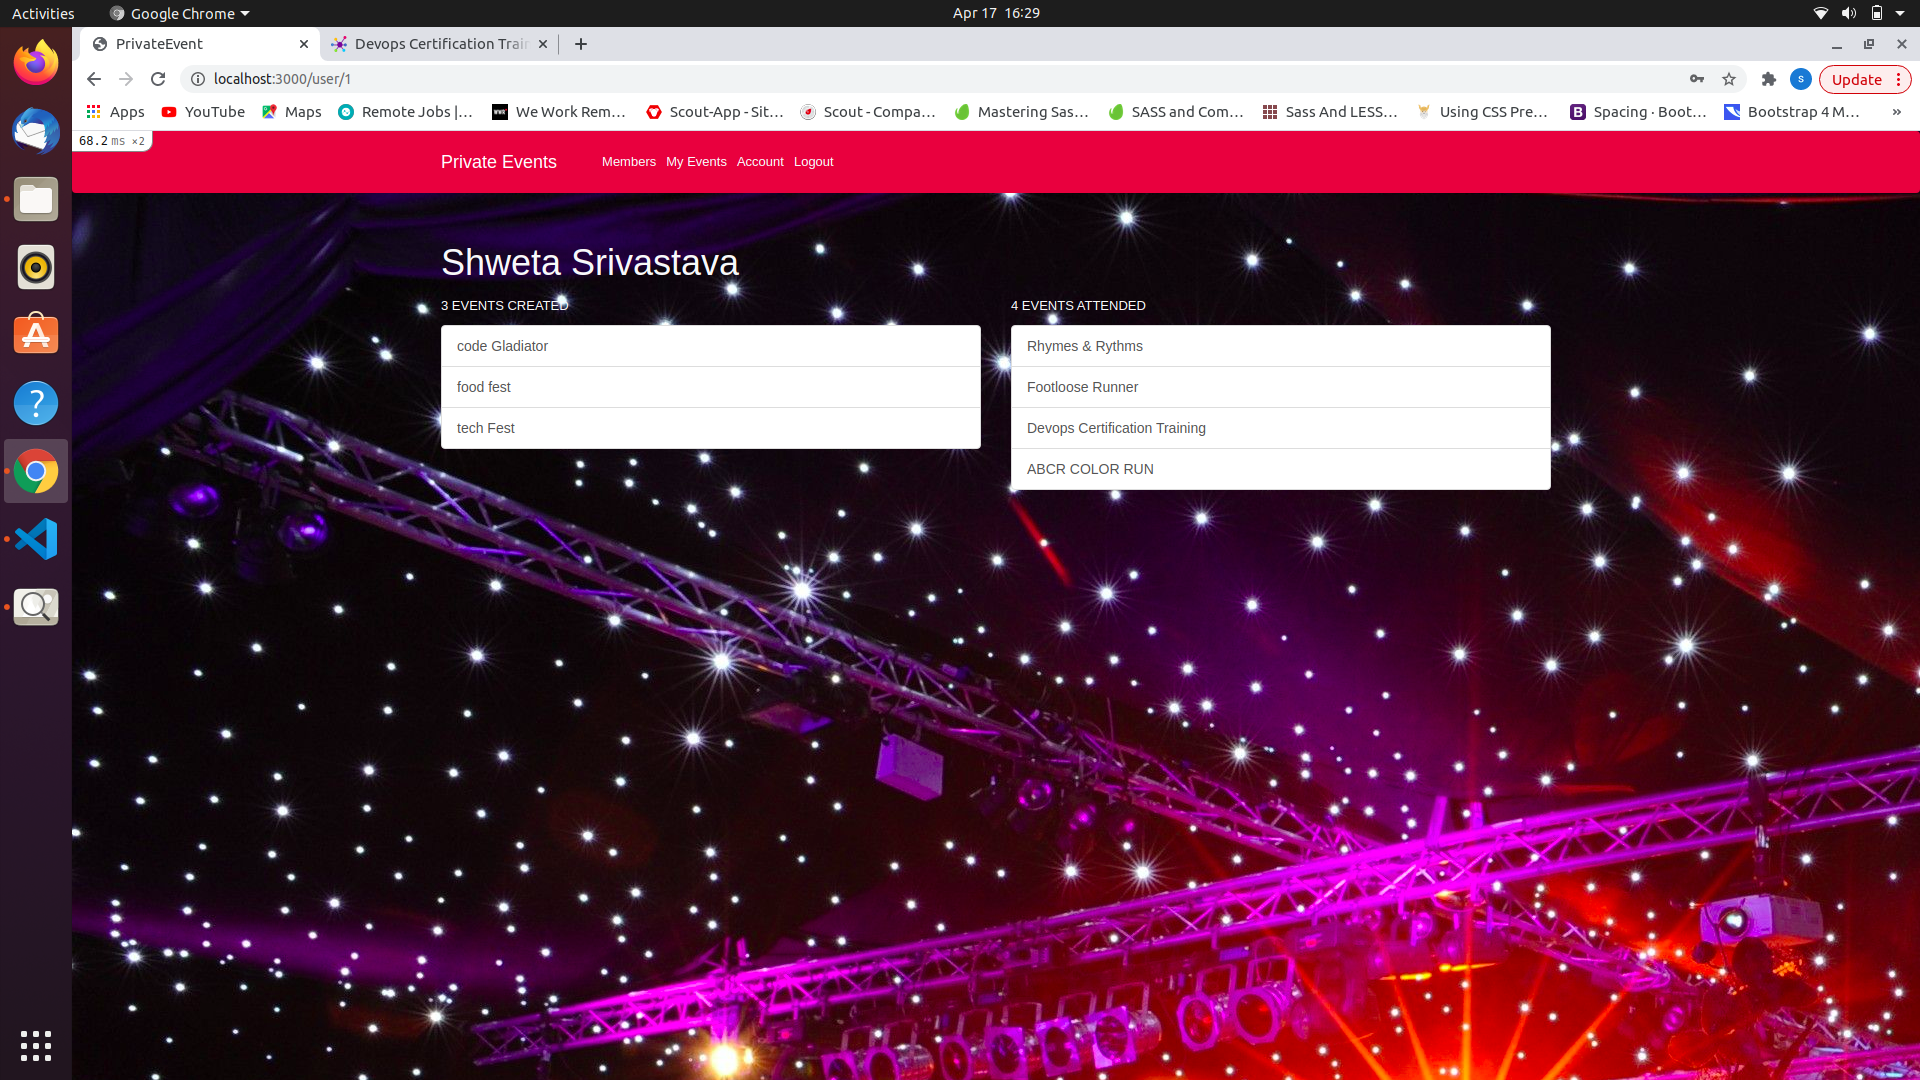 Activities Google Chrome Apr 17 16:29
PrivateEvent Devops Certification Train
localhost:3000/user/1 S Update
Apps YouTube Maps Remote Jobs |… We Work Rem… Scout-App - Sit… Scout - Compa… Mastering Sas… SASS and Com… Sass And LESS… Using CSS Pre… Spacing · Boot… Bootstrap 4 M… »
68.2 ms ×2
Private Events Members My Events Account Logout
Shweta Srivastava
3 EVENTS CREATED
code Gladiator
food fest
tech Fest
4 EVENTS ATTENDED
Rhymes & Rythms
Footloose Runner
Devops Certification Training
ABCR COLOR RUN